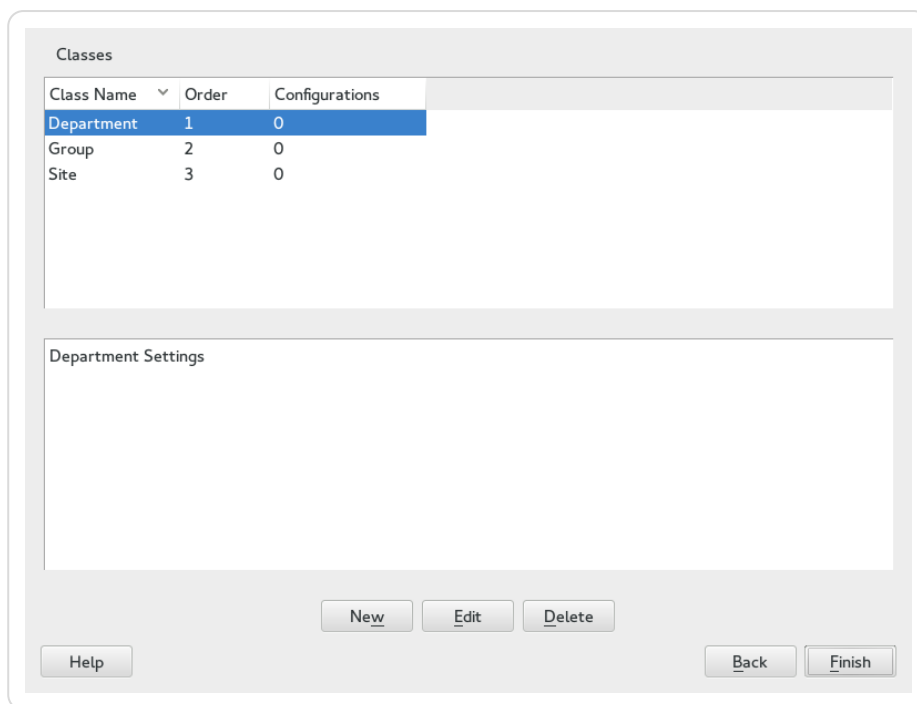 Classes
Class Name Order Configurations
Department 1 0
Group 2 0
Site 3 0
Department Settings
New Edit Delete
Help Back Finish